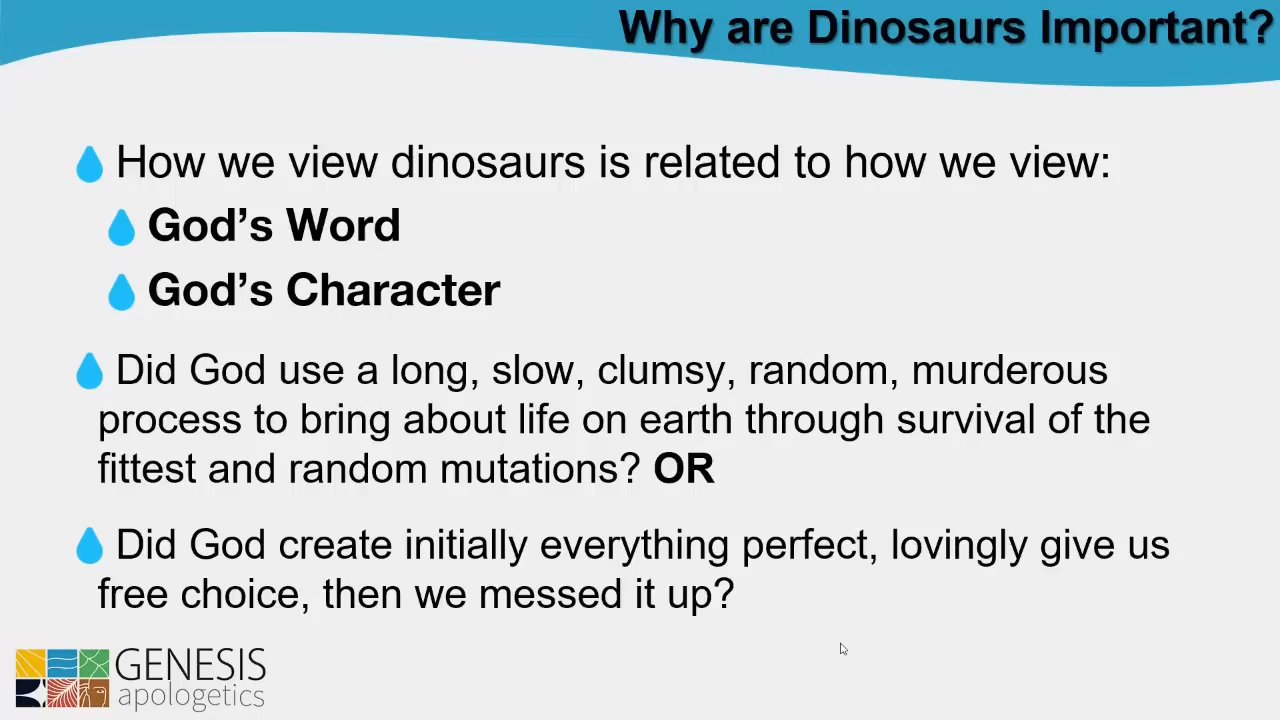 Why are Dinosaurs Important?
How we view dinosaurs is related to how we view:
God’s Word
God’s Character
Did God use a long, slow, clumsy, random, murderous
process to bring about life on earth through survival of the
fittest and random mutations? OR
Did God create initially everything perfect, lovingly give us
free choice, then we messed it up?
GENESIS
apologetics